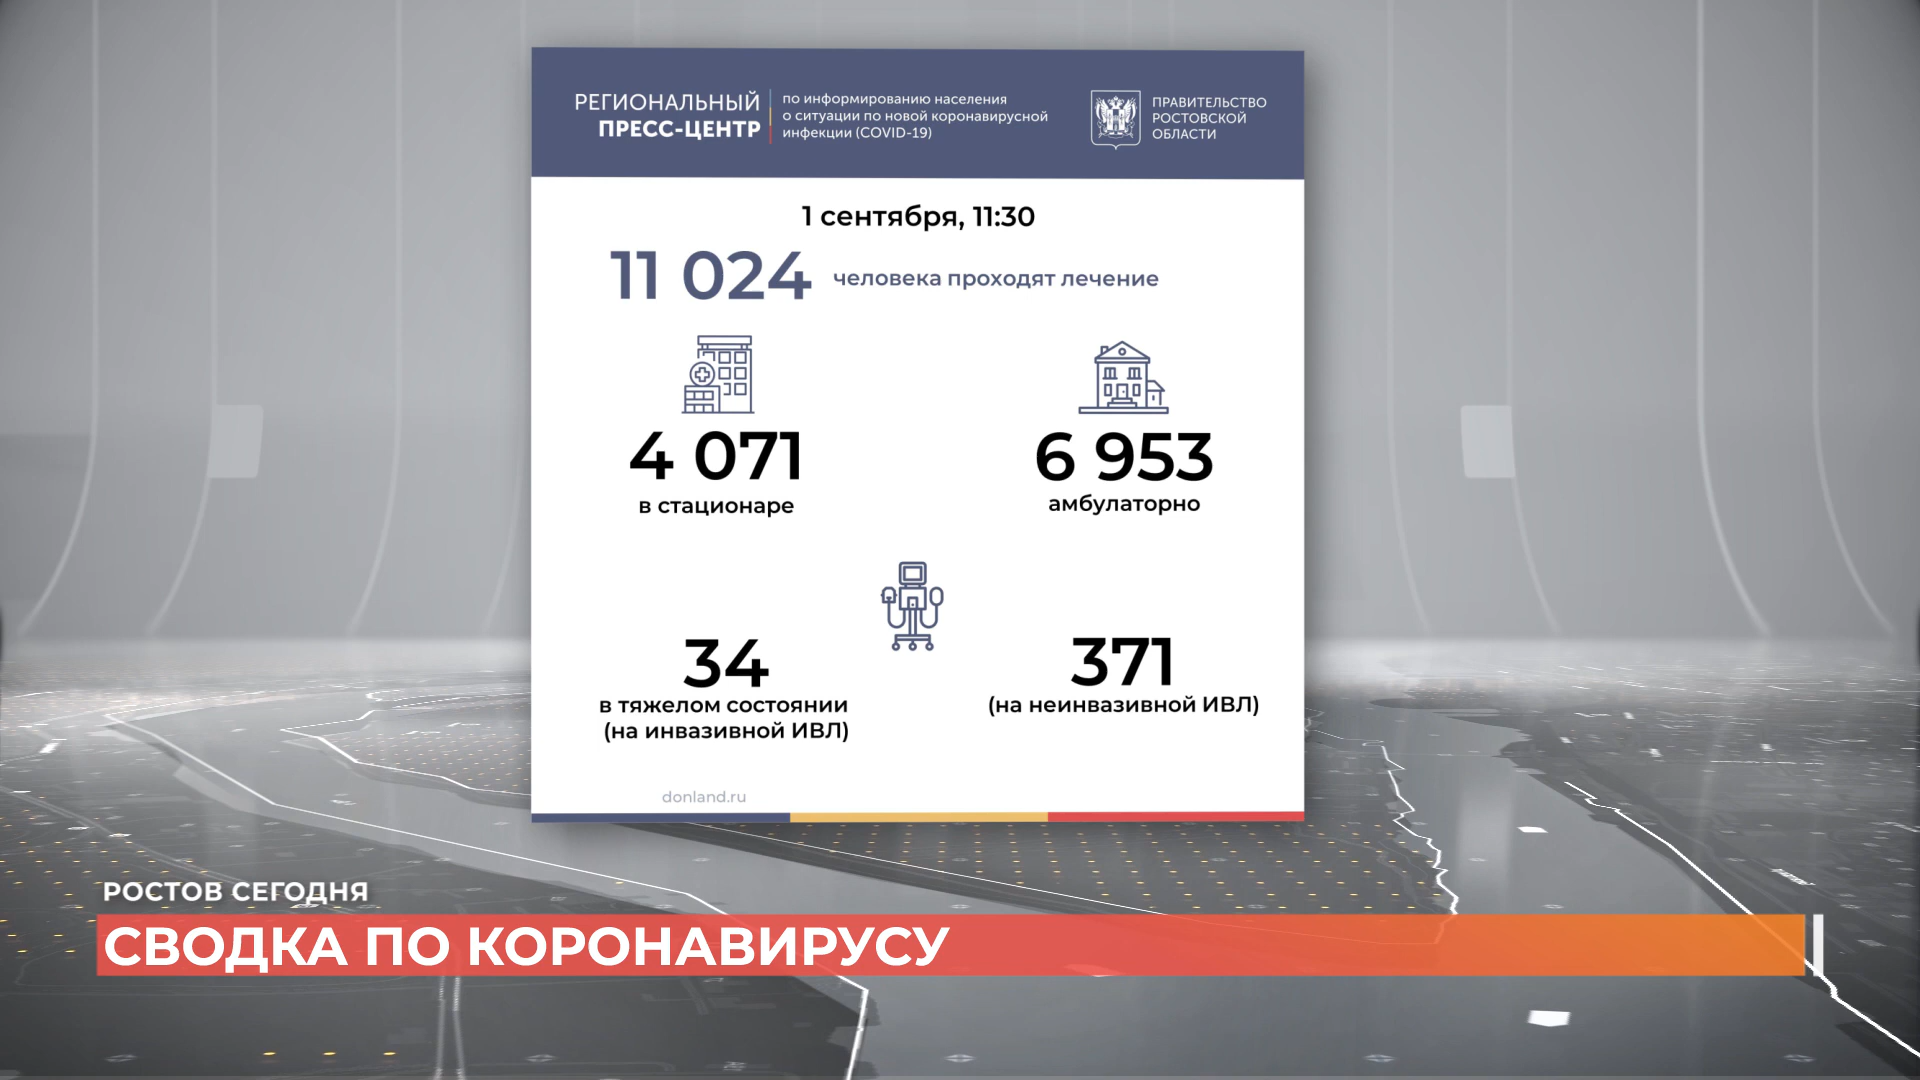 РЕГИОНАЛЬНЫЙ
ПРЕСС-ЦЕНТР
по информированию населения
о ситуации по новой коронавирусной
инфекции (COVID-19)
ПРАВИТЕЛЬСТВО
РОСТОВСКОЙ
ОБЛАСТИ
1 сентября, 11:30
11 024 человека проходят лечение
4 071
в стационаре
6 953
амбулаторно
34
в тяжелом состоянии
(на инвазивной ИВЛ)
371
(на неинвазивной ИВЛ)
donland.ru
РОСТОВ СЕГОДНЯ
СВОДКА ПО КОРОНАВИРУСУ